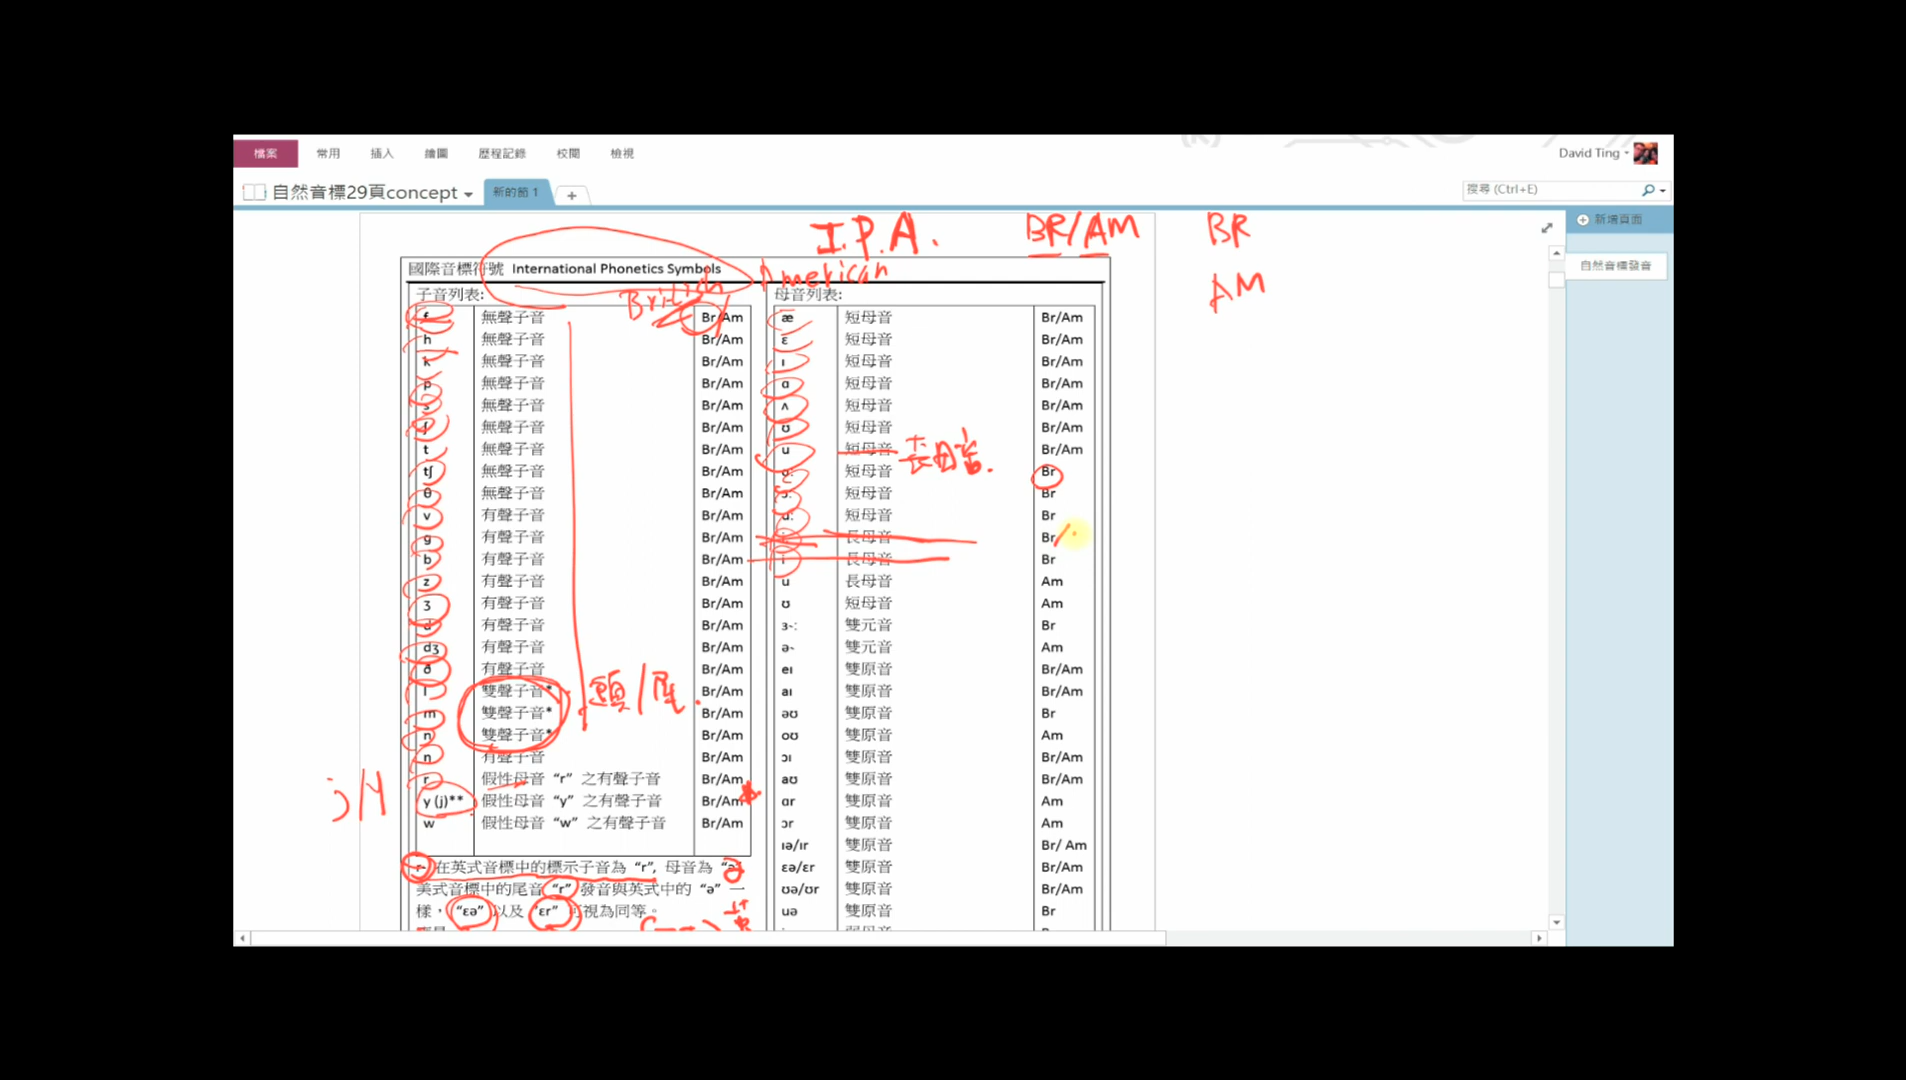 檔案 常用 插入 繪圖 歷程記錄 校閱 檢視 David Ting
自然音標29頁concept 新的節 1 + 搜尋 (Ctrl+E)
新增頁面
自然音標發音
I.P.A. BR/AM BR
AM
國際音標符號 International Phonetics Symbols American
British
子音列表: 母音列表:
f 無聲子音 Br/Am æ 短母音 Br/Am
h 無聲子音 Br/Am ɛ 短母音 Br/Am
k 無聲子音 Br/Am ɪ 短母音 Br/Am
p 無聲子音 Br/Am ɑ 短母音 Br/Am
s 無聲子音 Br/Am ʌ 短母音 Br/Am
ʃ 無聲子音 Br/Am ʊ 短母音 Br/Am
t 無聲子音 Br/Am u 短母音 長母音. Br/Am
tʃ 無聲子音 Br/Am 短母音 Br
θ 無聲子音 Br/Am ɔ: 短母音 Br
v 有聲子音 Br/Am 短母音 Br
g 有聲子音 Br/Am 長母音 Br/
b 有聲子音 Br/Am i 長母音 Br
z 有聲子音 Br/Am u 長母音 Am
ʒ 有聲子音 Br/Am ʊ 短母音 Am
d 有聲子音 Br/Am ɝ: 雙元音 Br
dʒ 有聲子音 Br/Am ɚ 雙元音 Am
ð 有聲子音 Br/Am eɪ 雙原音 Br/Am
l 雙聲子音* Br/Am aɪ 雙原音 Br/Am
m 雙聲子音* 頭/尾. Br/Am əʊ 雙原音 Br
n 雙聲子音* Br/Am oʊ 雙原音 Am
n 有聲子音 Br/Am ɔɪ 雙原音 Br/Am
r 假性母音 “r” 之有聲子音 Br/Am aʊ 雙原音 Br/Am
j/y y (j)** 假性母音 “y” 之有聲子音 Br/Am ɑr 雙原音 Am
w 假性母音 “w” 之有聲子音 Br/Am ɔr 雙原音 Am
ɪə/ɪr 雙原音 Br/ Am
在英式音標中的標示子音為 “r”, 母音為 “ə” ɛə/ɛr 雙原音 Br/Am
美式音標中的尾音 “r” 發音與英式中的 “ə” 一 ʊə/ʊr 雙原音 Br/Am
樣， “ɛə” 以及 “ɛr” 可視為同等。 uə 雙原音 Br